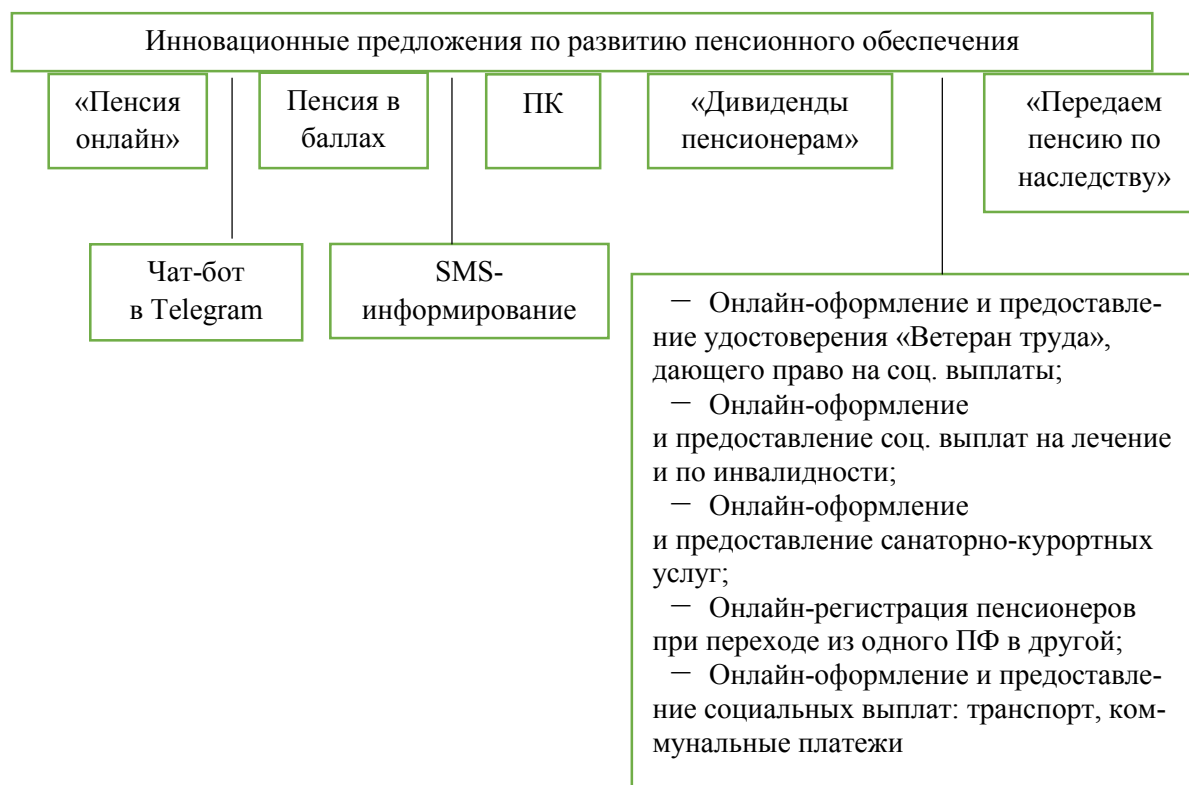 Инновационные предложения по развитию пенсионного обеспечения
«Пенсия
онлайн»
Пенсия в
баллах
ПК
«Дивиденды
пенсионерам»
«Передаем
пенсию по
наследству»
Чат-бот
в Telegram
SMS-
информирование
— Онлайн-оформление и предоставле-
ние удостоверения «Ветеран труда»,
дающего право на соц. выплаты;
— Онлайн-оформление
и предоставление соц. выплат на лечение
и по инвалидности;
— Онлайн-оформление
и предоставление санаторно-курортных
услуг;
— Онлайн-регистрация пенсионеров
при переходе из одного ПФ в другой;
— Онлайн-оформление и предоставле-
ние социальных выплат: транспорт, ком-
мунальные платежи